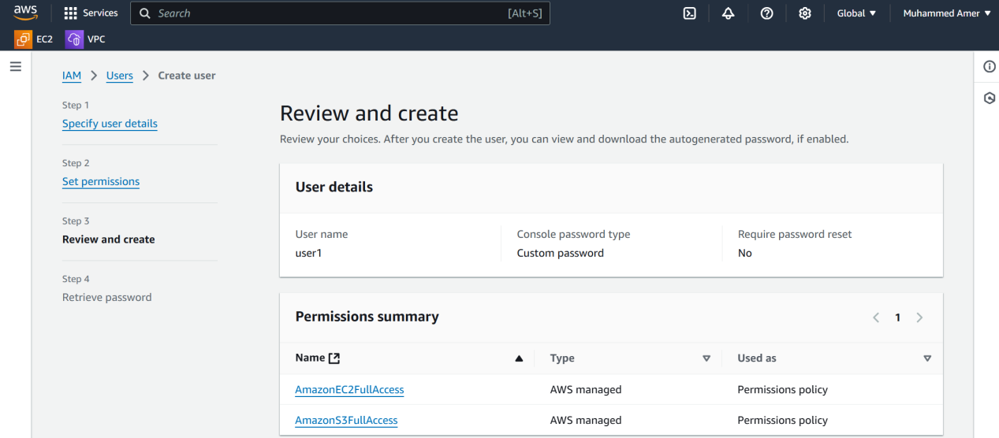 aws Services Search [Alt+S] Global Muhammed Amer
EC2 VPC
IAM Users Create user
Step 1
Specify user details
Step 2
Set permissions
Step 3
Review and create
Step 4
Retrieve password
Review and create
Review your choices. After you create the user, you can view and download the autogenerated password, if enabled.
User details
User name Console password type Require password reset
user1 Custom password No
Permissions summary 1
Name Type Used as
AmazonEC2FullAccess AWS managed Permissions policy
AmazonS3FullAccess AWS managed Permissions policy